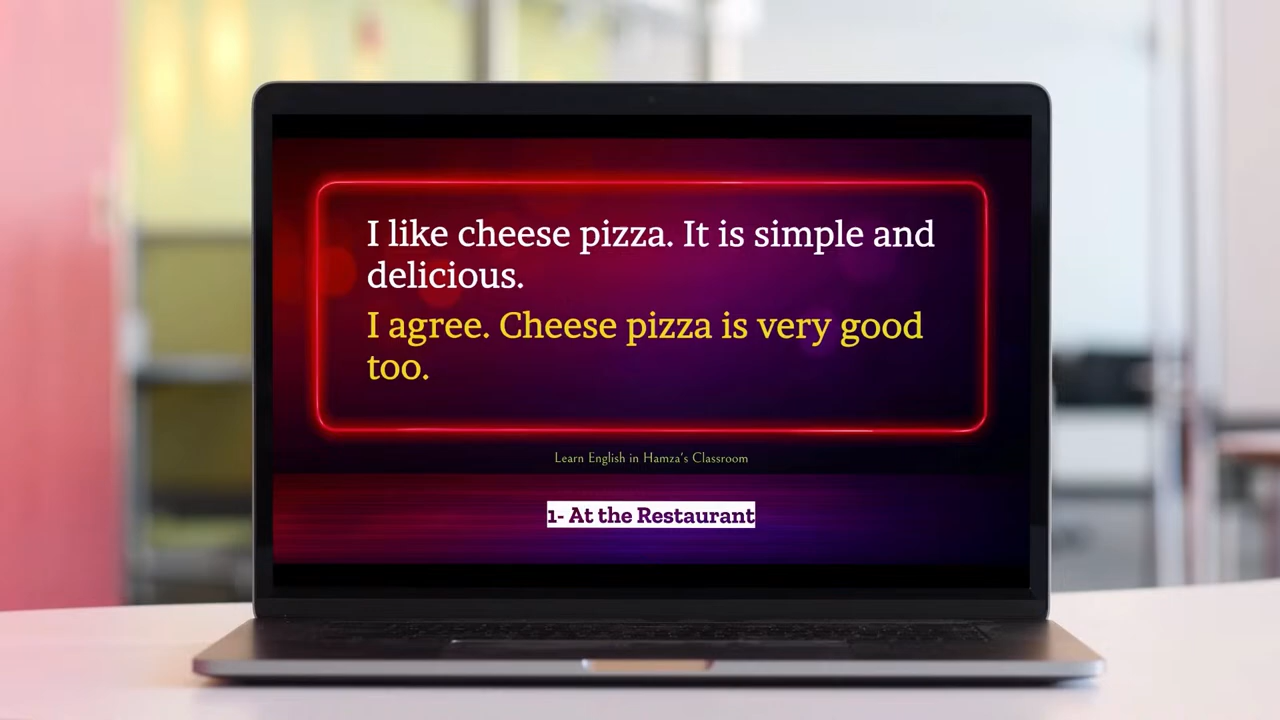 I like cheese pizza. It is simple and
delicious.
I agree. Cheese pizza is very good
too.
Learn English in Hamza's Classroom
1- At the Restaurant